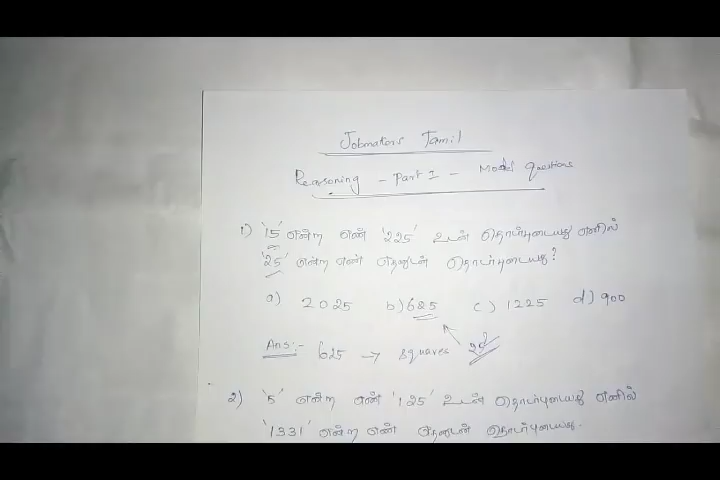 Jobmakers Tamil
Reasoning - Part I - Model Questions
1) '15' என்ற எண் '225' உடன் தொடர்புடையது எனில்
'25' என்ற எண் எதனுடன் தொடர்புடையது?
a) 2025 b) 625 c) 1225 d) 900
Ans:- 625 → squares 25²
2) '5' என்ற எண் '125' உடன் தொடர்புடையது எனில்
'1331' என்ற எண் எதனுடன் தொடர்புடையது.